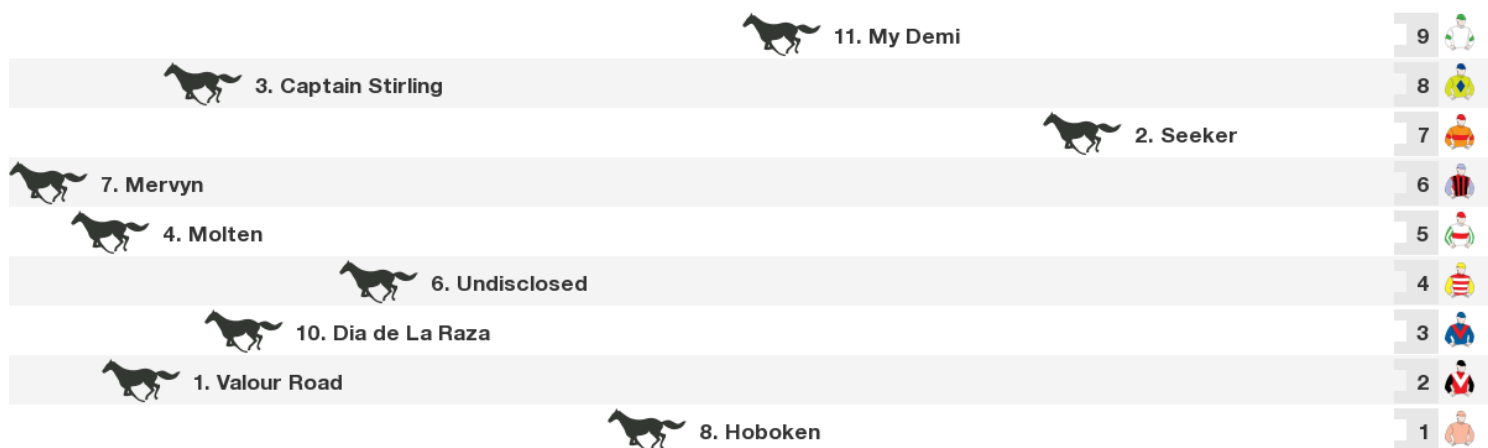 11. My Demi 9
3. Captain Stirling 8
2. Seeker 7
7. Mervyn 6
4. Molten 5
6. Undisclosed 4
10. Dia de La Raza 3
1. Valour Road 2
8. Hoboken 1